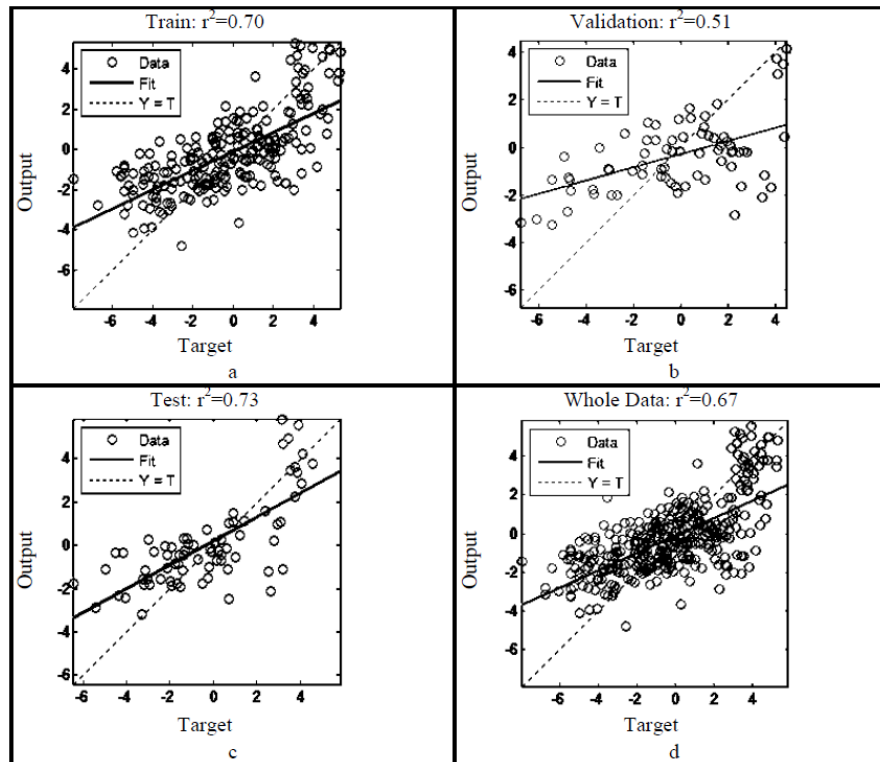 Train: r²=0.70
Data
Fit
Y = T
4
2
0
-2
-4
-6
-6
-4
-2
0
2
4
Output
Target
a
Validation: r²=0.51
Data
Fit
Y = T
4
2
0
-2
-4
-6
-6
-4
-2
0
2
4
Output
Target
b
Test: r²=0.73
Data
Fit
Y = T
4
2
0
-2
-4
-6
-6
-4
-2
0
2
4
Output
Target
c
Whole Data: r²=0.67
Data
Fit
Y = T
4
2
0
-2
-4
-6
-6
-4
-2
0
2
4
Output
Target
d